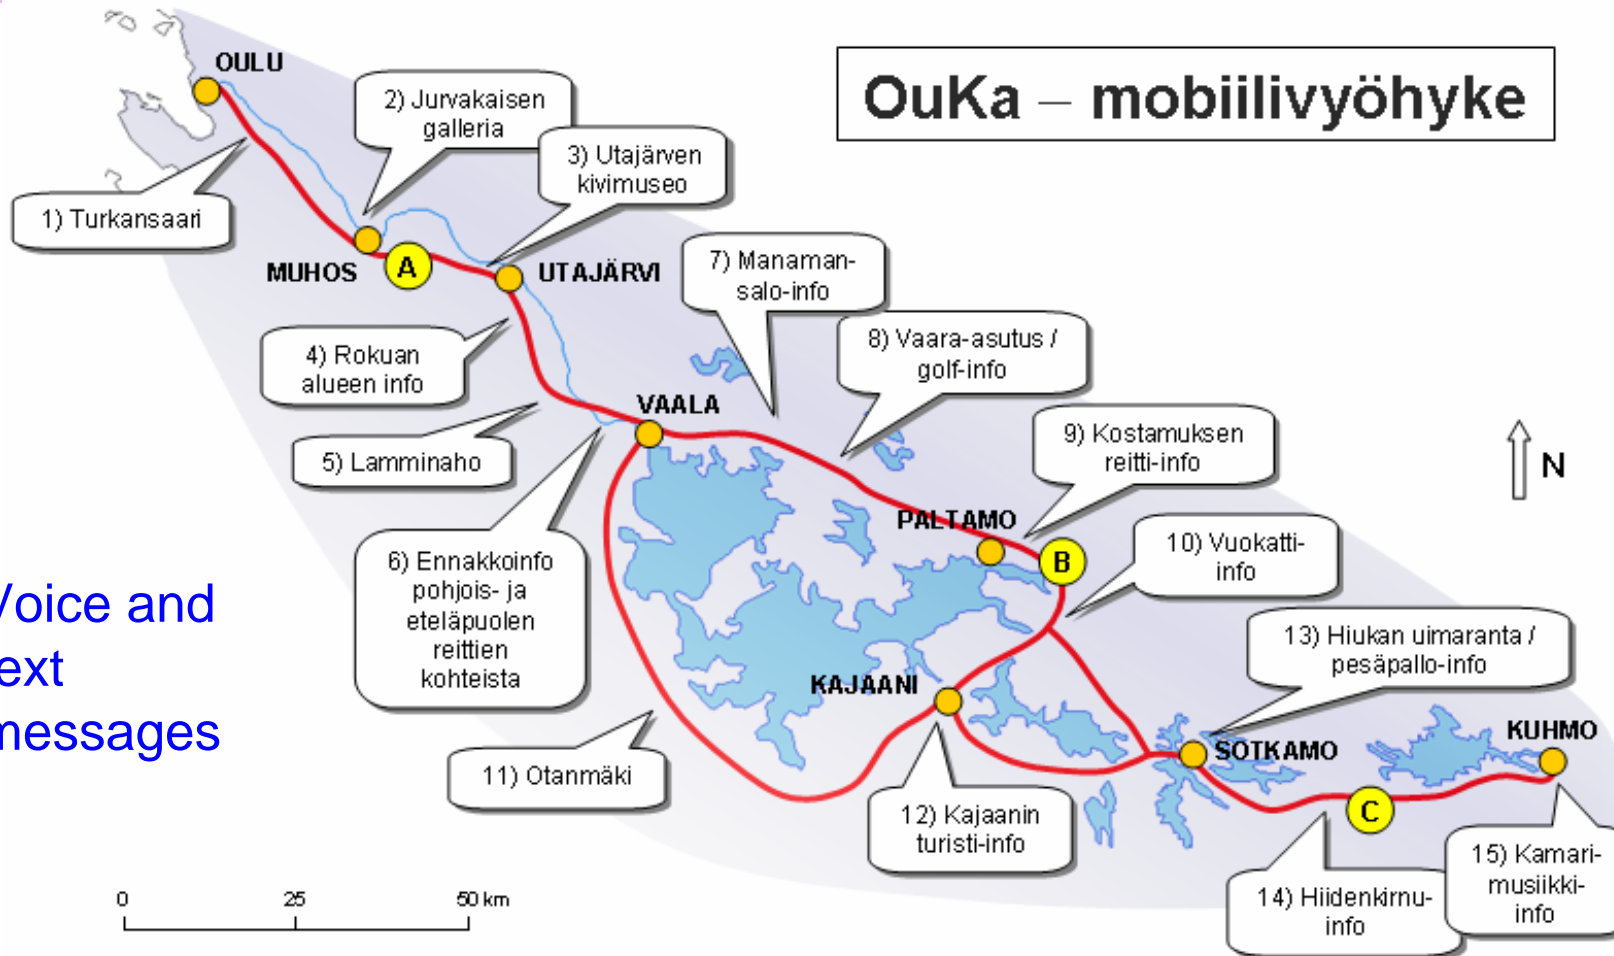 OuKa – mobiilivyöhyke
OULU
2) Jurvakaisen
galleria
3) Utajärven
kivimuseo
1) Turkansaari
MUHOS
A
UTAJÄRVI
7) Manaman-
salo-info
4) Rokuan
alueen info
8) Vaara-asutus /
golf-info
VAALA
5) Lamminaho
9) Kostamuksen
reitti-info
N
PALTAMO
B
10) Vuokatti-
info
6) Ennakkoinfo
pohjois- ja
eteläpuolen
reittien
kohteista
Voice and
text
messages
13) Hiukan uimaranta /
pesäpallo-info
KAJAANI
SOTKAMO
KUHMO
11) Otanmäki
12) Kajaanin
turisti-info
C
14) Hiidenkirnu-
info
15) Kamari-
musiikki-
info
0 25 50 km